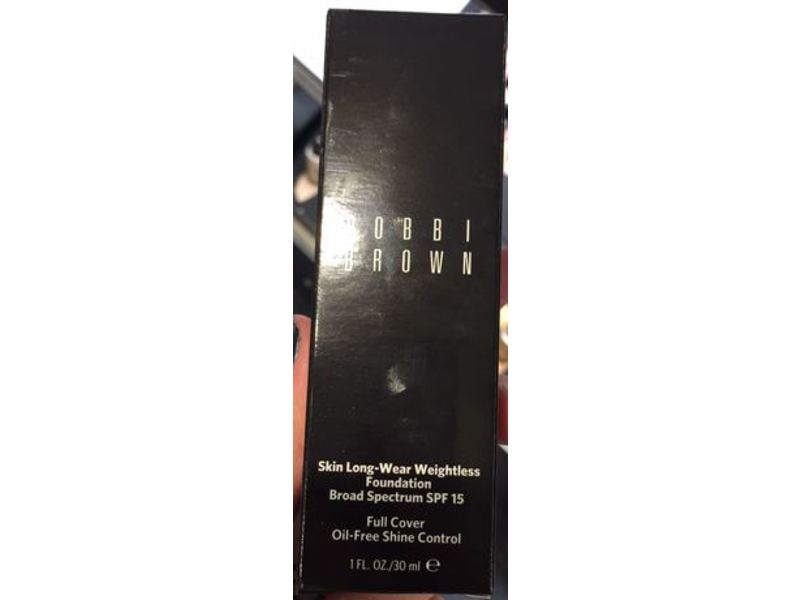 BOBBI
BROWN
Skin Long-Wear Weightless
Foundation
Broad Spectrum SPF 15
Full Cover
Oil-Free Shine Control
1 FL. OZ./30 ml ℮